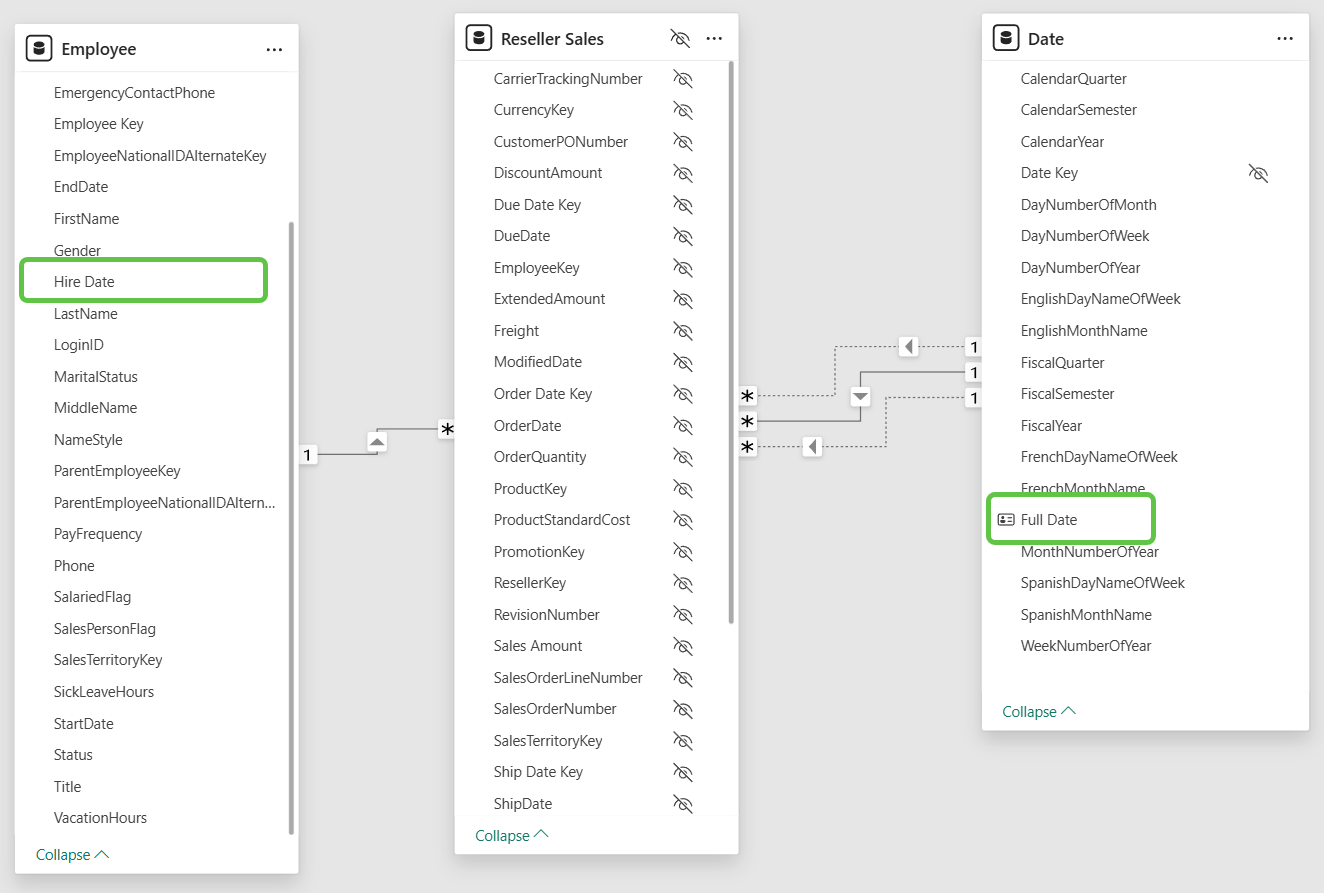 Employee
EmergencyContactPhone
Employee Key
EmployeeNationalIDAlternateKey
EndDate
FirstName
Gender
Hire Date
LastName
LoginID
MaritalStatus
MiddleName
NameStyle
ParentEmployeeKey
ParentEmployeeNationalIDAltern...
PayFrequency
Phone
SalariedFlag
SalesPersonFlag
SalesTerritoryKey
SickLeaveHours
StartDate
Status
Title
VacationHours
Collapse
1
*
Reseller Sales
CarrierTrackingNumber
CurrencyKey
CustomerPONumber
DiscountAmount
Due Date Key
DueDate
EmployeeKey
ExtendedAmount
Freight
ModifiedDate
Order Date Key
OrderDate
OrderQuantity
ProductKey
ProductStandardCost
PromotionKey
ResellerKey
RevisionNumber
Sales Amount
SalesOrderLineNumber
SalesOrderNumber
SalesTerritoryKey
Ship Date Key
ShipDate
Collapse
*
*
*
1
1
1
Date
CalendarQuarter
CalendarSemester
CalendarYear
Date Key
DayNumberOfMonth
DayNumberOfWeek
DayNumberOfYear
EnglishDayNameOfWeek
EnglishMonthName
FiscalQuarter
FiscalSemester
FiscalYear
FrenchDayNameOfWeek
FrenchMonthName
Full Date
MonthNumberOfYear
SpanishDayNameOfWeek
SpanishMonthName
WeekNumberOfYear
Collapse